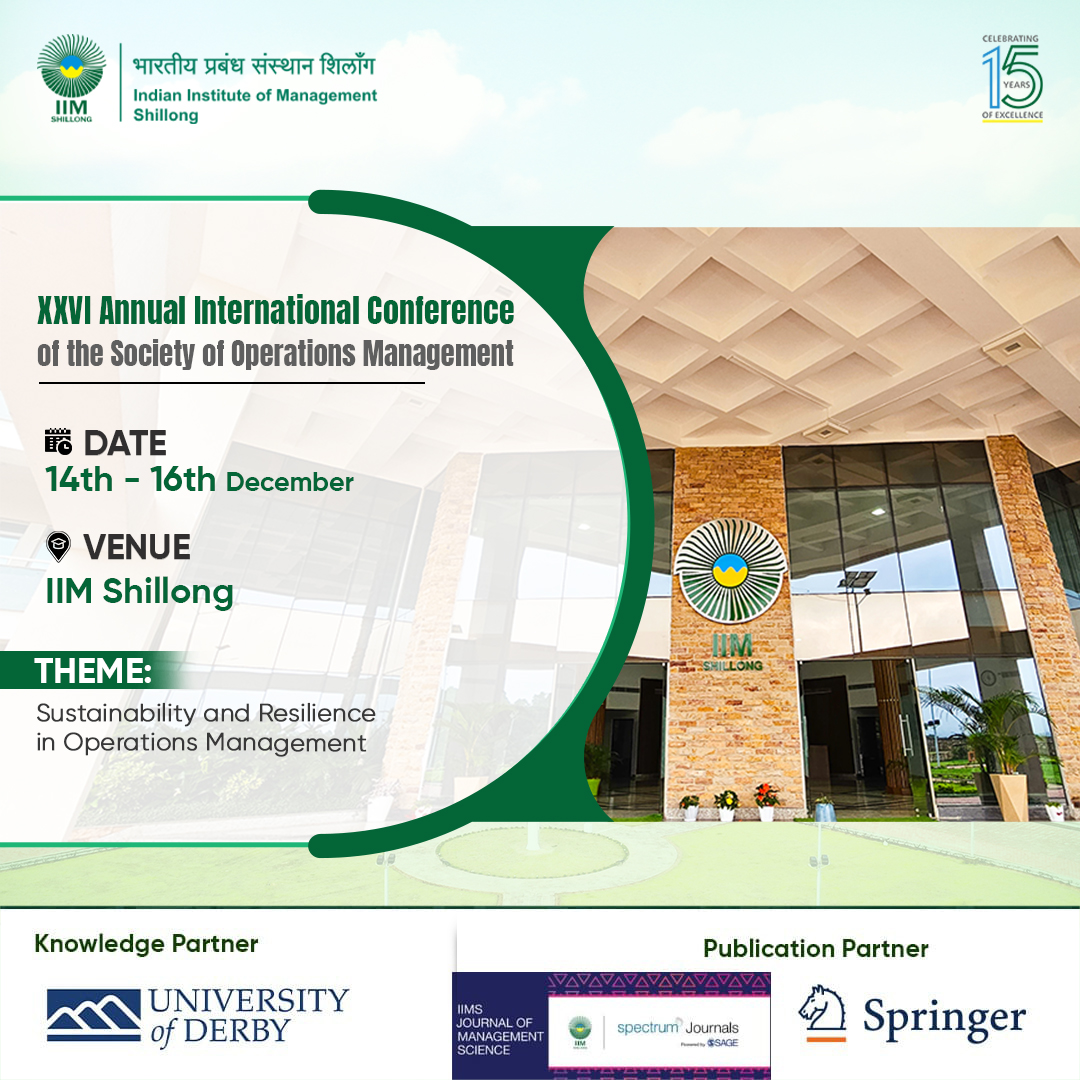 भारतीय प्रबंध संस्थान शिलाँग
Indian Institute of Management
Shillong
IIM
SHILLONG
CELEBRATING
15
YEARS
OF EXCELLENCE
XXVI Annual International Conference
of the Society of Operations Management
DATE
14th - 16th December
VENUE
IIM Shillong
THEME:
Sustainability and Resilience
in Operations Management
IIM
SHILLONG
Knowledge Partner
UNIVERSITY
of DERBY
Publication Partner
IIMS
JOURNAL OF
MANAGEMENT
SCIENCE
IIM
spectrum Journals
Powered by SAGE
Springer